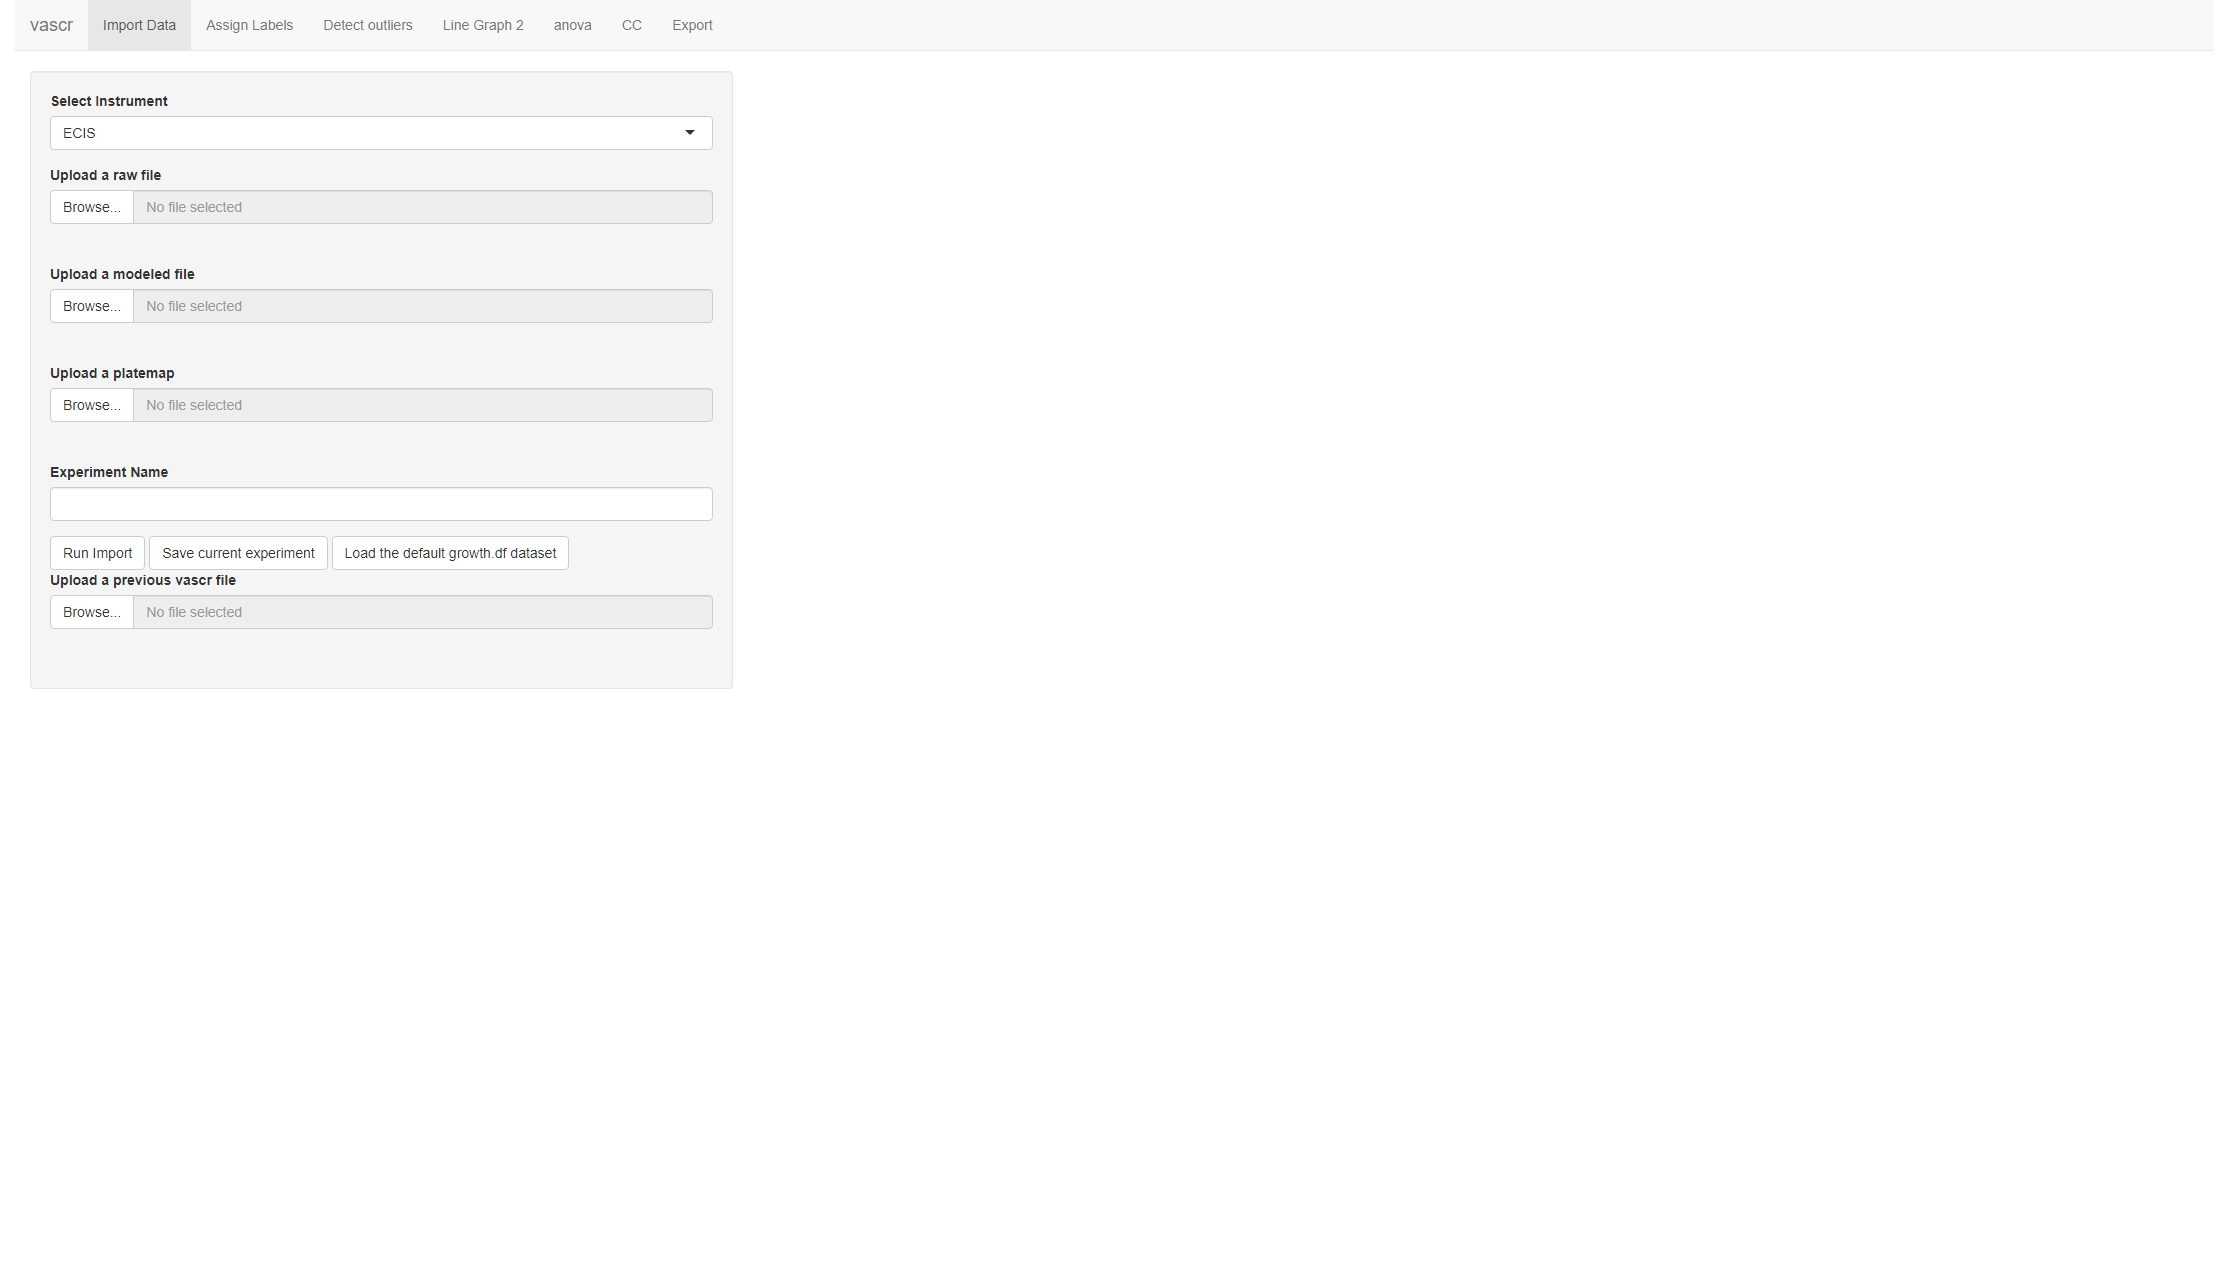 vascr Import Data Assign Labels Detect outliers Line Graph 2 anova CC Export
Select Instrument
ECIS
Upload a raw file
Browse... No file selected
Upload a modeled file
Browse... No file selected
Upload a platemap
Browse... No file selected
Experiment Name
Run Import Save current experiment Load the default growth.df dataset
Upload a previous vascr file
Browse... No file selected